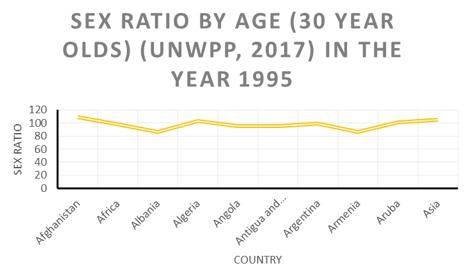 SEX RATIO BY AGE (30 YEAR
OLDS) (UNWPP, 2017) IN THE
YEAR 1995
120
100
80
60
40
20
0
SEX RATIO
Afghanistan
Africa
Albania
Algeria
Angola
Antigua and...
Argentina
Armenia
Aruba
Asia
COUNTRY